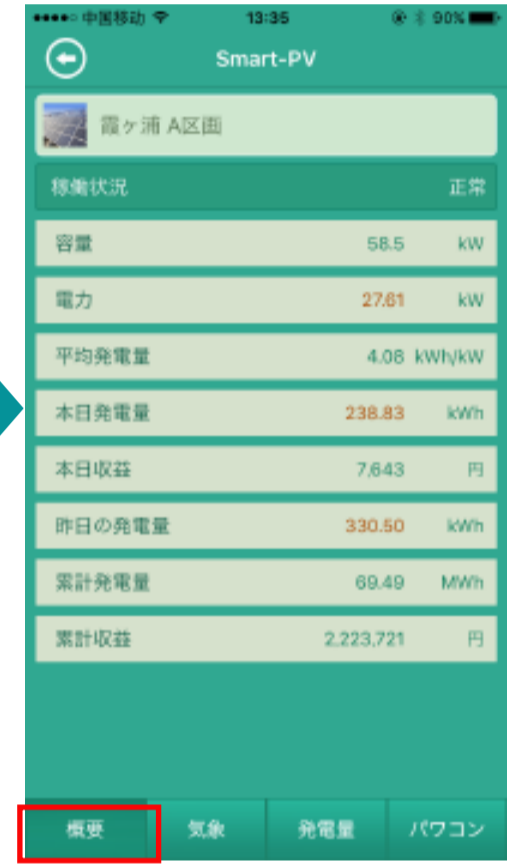 中国移动 13:35 90%
Smart-PV
霞ヶ浦 A区画
稼働状況 正常
容量 58.5 kW
電力 27.61 kW
平均発電量 4.08 kWh/kW
本日発電量 238.83 kWh
本日収益 7,643 円
昨日の発電量 330.50 kWh
累計発電量 69.49 MWh
累計収益 2,223,721 円
概要 気象 発電量 パワコン